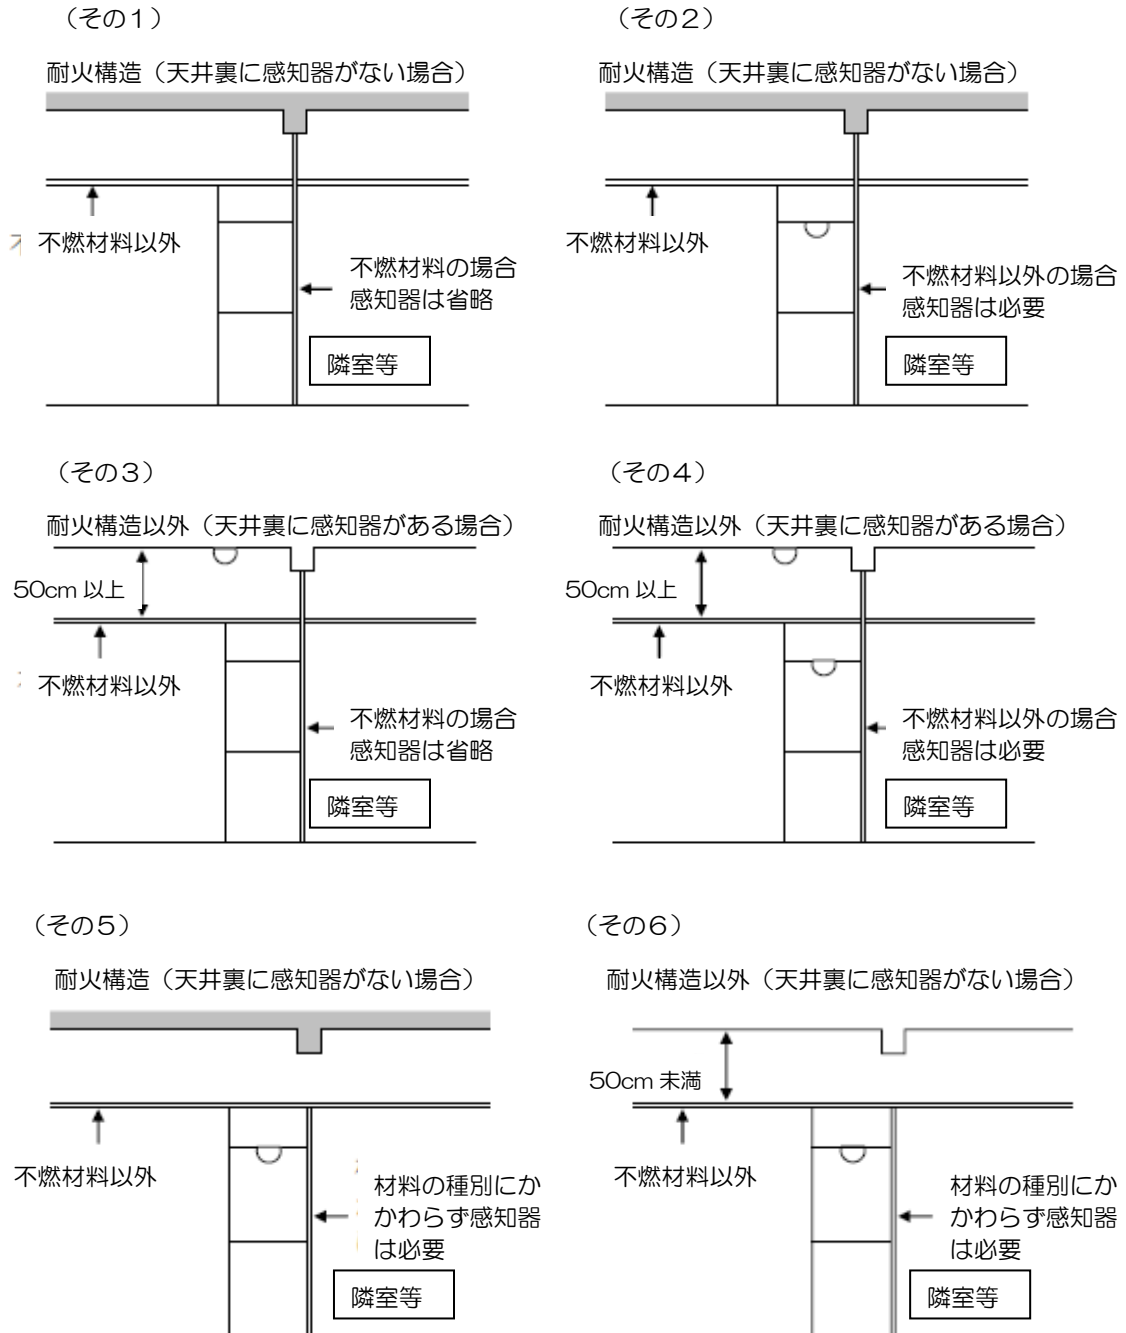 （その１）
耐火構造（天井裏に感知器がない場合）
不燃材料以外
不燃材料の場合
感知器は省略
隣室等
（その２）
耐火構造（天井裏に感知器がない場合）
不燃材料以外
不燃材料以外の場合
感知器は必要
隣室等
（その３）
耐火構造以外（天井裏に感知器がある場合）
50cm 以上
不燃材料以外
不燃材料の場合
感知器は省略
隣室等
（その４）
耐火構造以外（天井裏に感知器がある場合）
50cm 以上
不燃材料以外
不燃材料以外の場合
感知器は必要
隣室等
（その５）
耐火構造（天井裏に感知器がない場合）
不燃材料以外
材料の種別にか
かわらず感知器
は必要
隣室等
（その６）
耐火構造以外（天井裏に感知器がない場合）
50cm 未満
不燃材料以外
材料の種別にか
かわらず感知器
は必要
隣室等